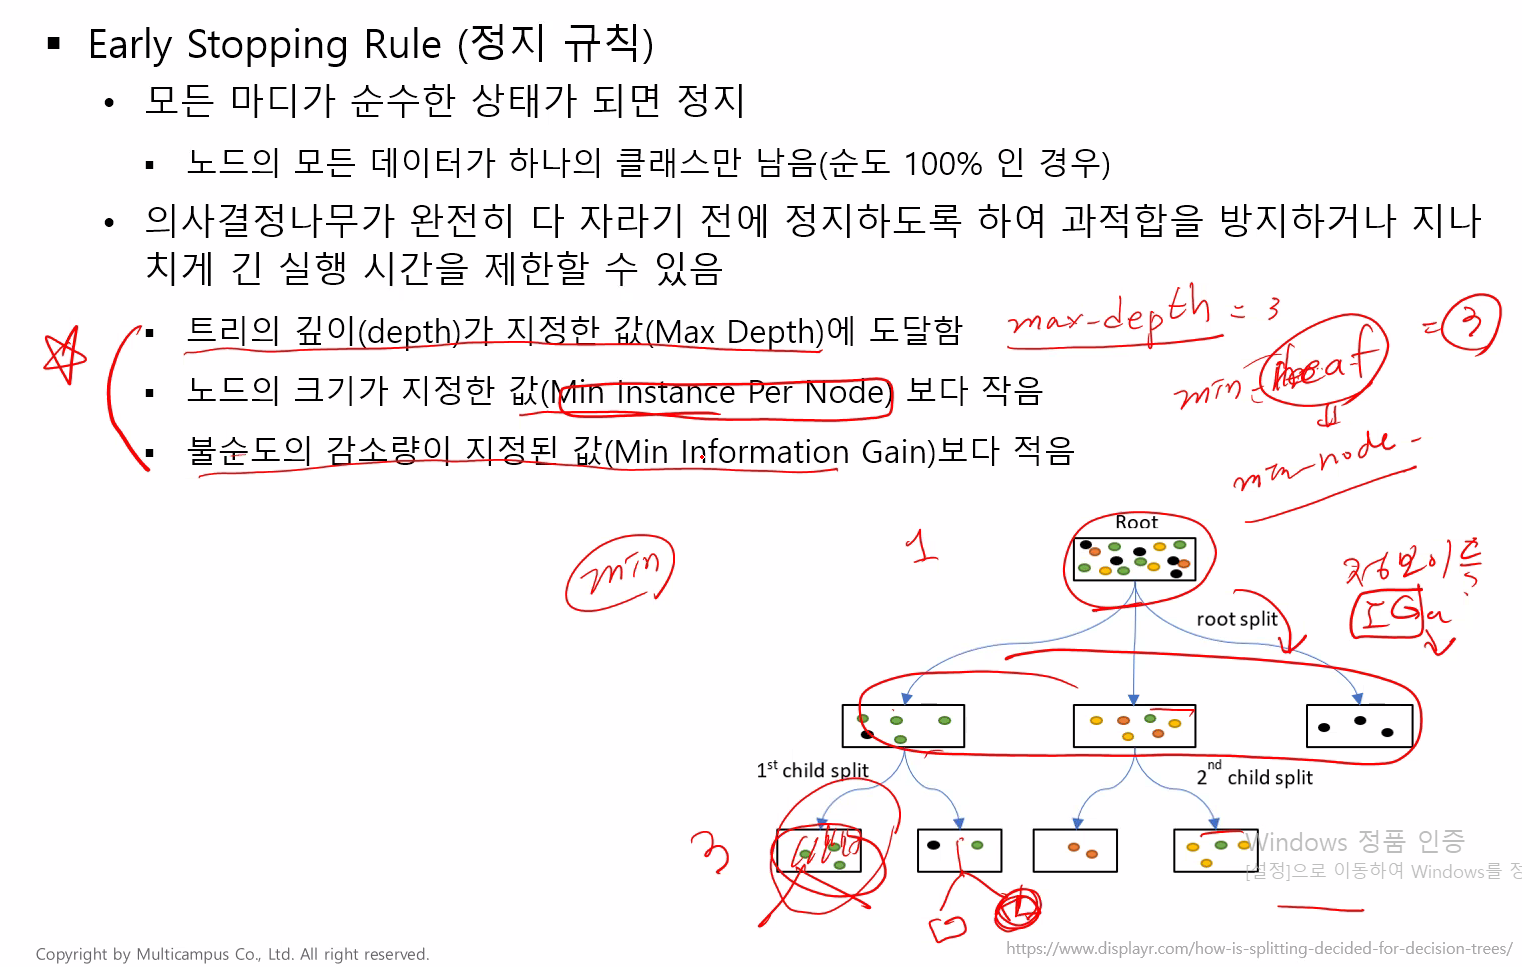 ▪ Early Stopping Rule (정지 규칙)
• 모든 마디가 순수한 상태가 되면 정지
▪ 노드의 모든 데이터가 하나의 클래스만 남음(순도 100% 인 경우)
• 의사결정나무가 완전히 다 자라기 전에 정지하도록 하여 과적합을 방지하거나 지나
치게 긴 실행 시간을 제한할 수 있음
▪ 트리의 깊이(depth)가 지정한 값(Max Depth)에 도달함
max-depth = 3
▪ 노드의 크기가 지정한 값(Min Instance Per Node) 보다 작음
min-leaf = 3
min-node-
▪ 불순도의 감소량이 지정된 값(Min Information Gain)보다 적음
min
1
Root
정보이득
IG
root split
1st child split
2nd child split
3
Windows 정품 인증
[설정]으로 이동하여 Windows를 정
Copyright by Multicampus Co., Ltd. All right reserved.
https://www.displayr.com/how-is-splitting-decided-for-decision-trees/